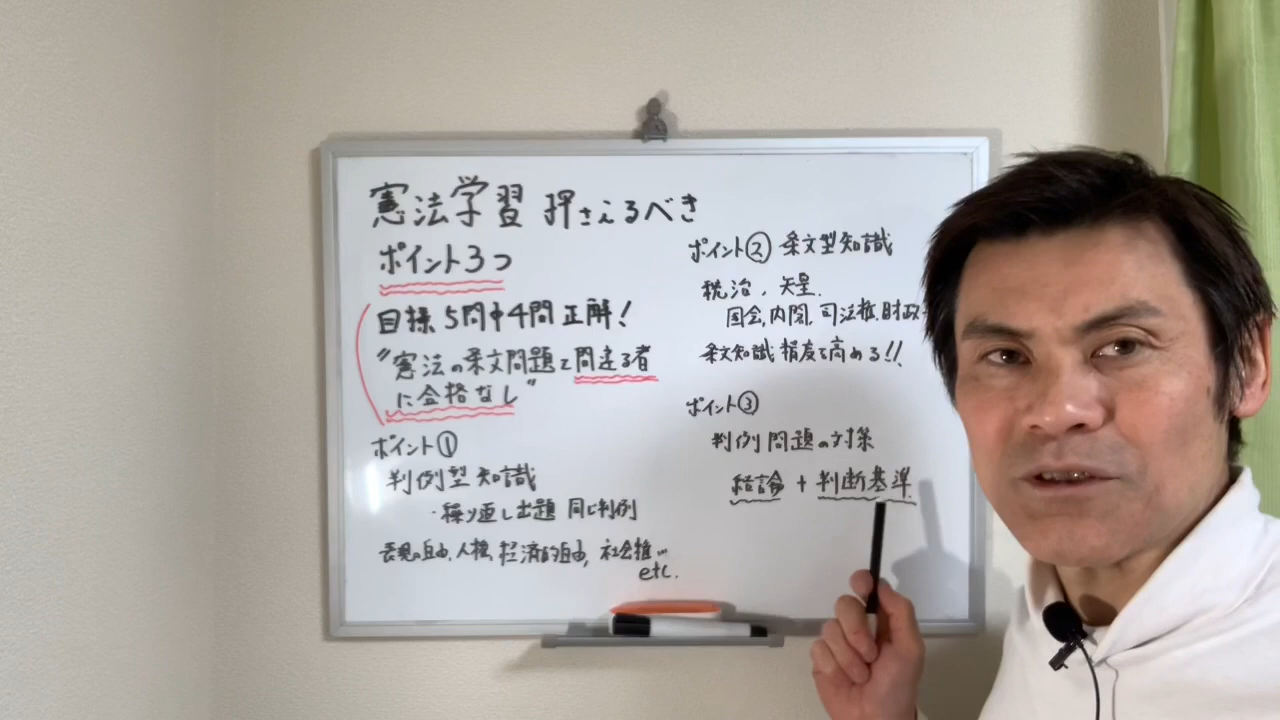 憲法学習 押さえるべき
ポイント3つ
目標 5問中4問 正解!
"憲法の条文問題で間違る者
に合格なし"
ポイント①
判例型知識
・繰り返し出題 同じ判例
表現の自由、人権、経済的自由、社会権…
etc.
ポイント② 条文型知識
統治、
国会、内閣、司法権、財政
条文知識 精度を高める!!
ポイント③
判例問題の対策
結論 + 判断基準